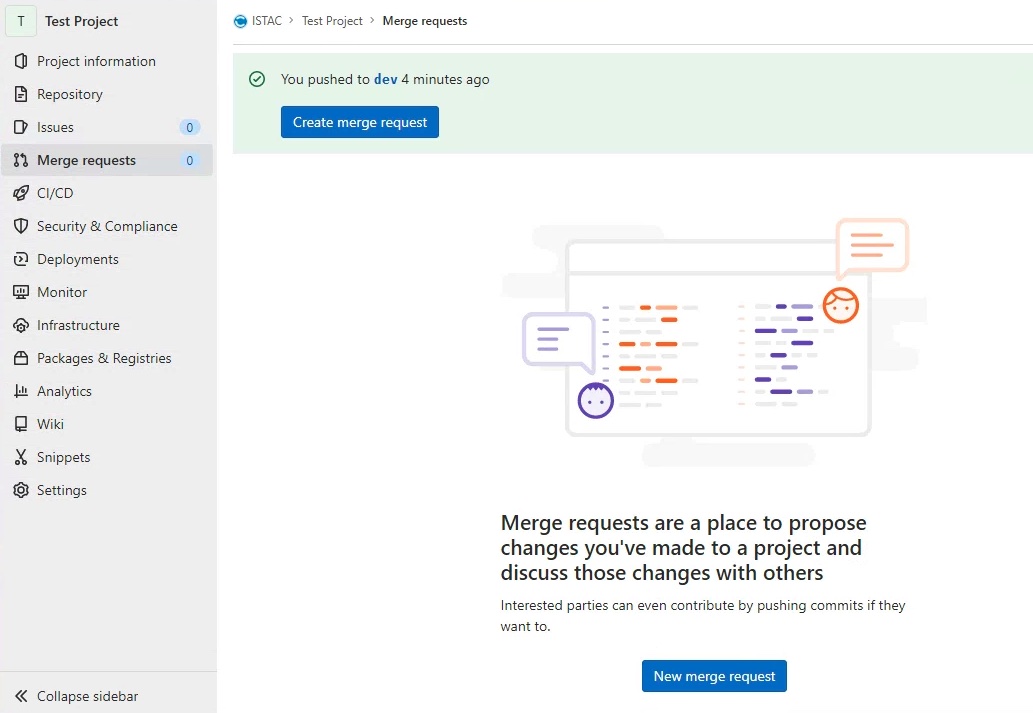 T Test Project
Project information
Repository
Issues 0
Merge requests 0
CI/CD
Security & Compliance
Deployments
Monitor
Infrastructure
Packages & Registries
Analytics
Wiki
Snippets
Settings
Collapse sidebar
ISTAC › Test Project › Merge requests
You pushed to dev 4 minutes ago
Create merge request
Merge requests are a place to propose
changes you've made to a project and
discuss those changes with others
Interested parties can even contribute by pushing commits if they
want to.
New merge request